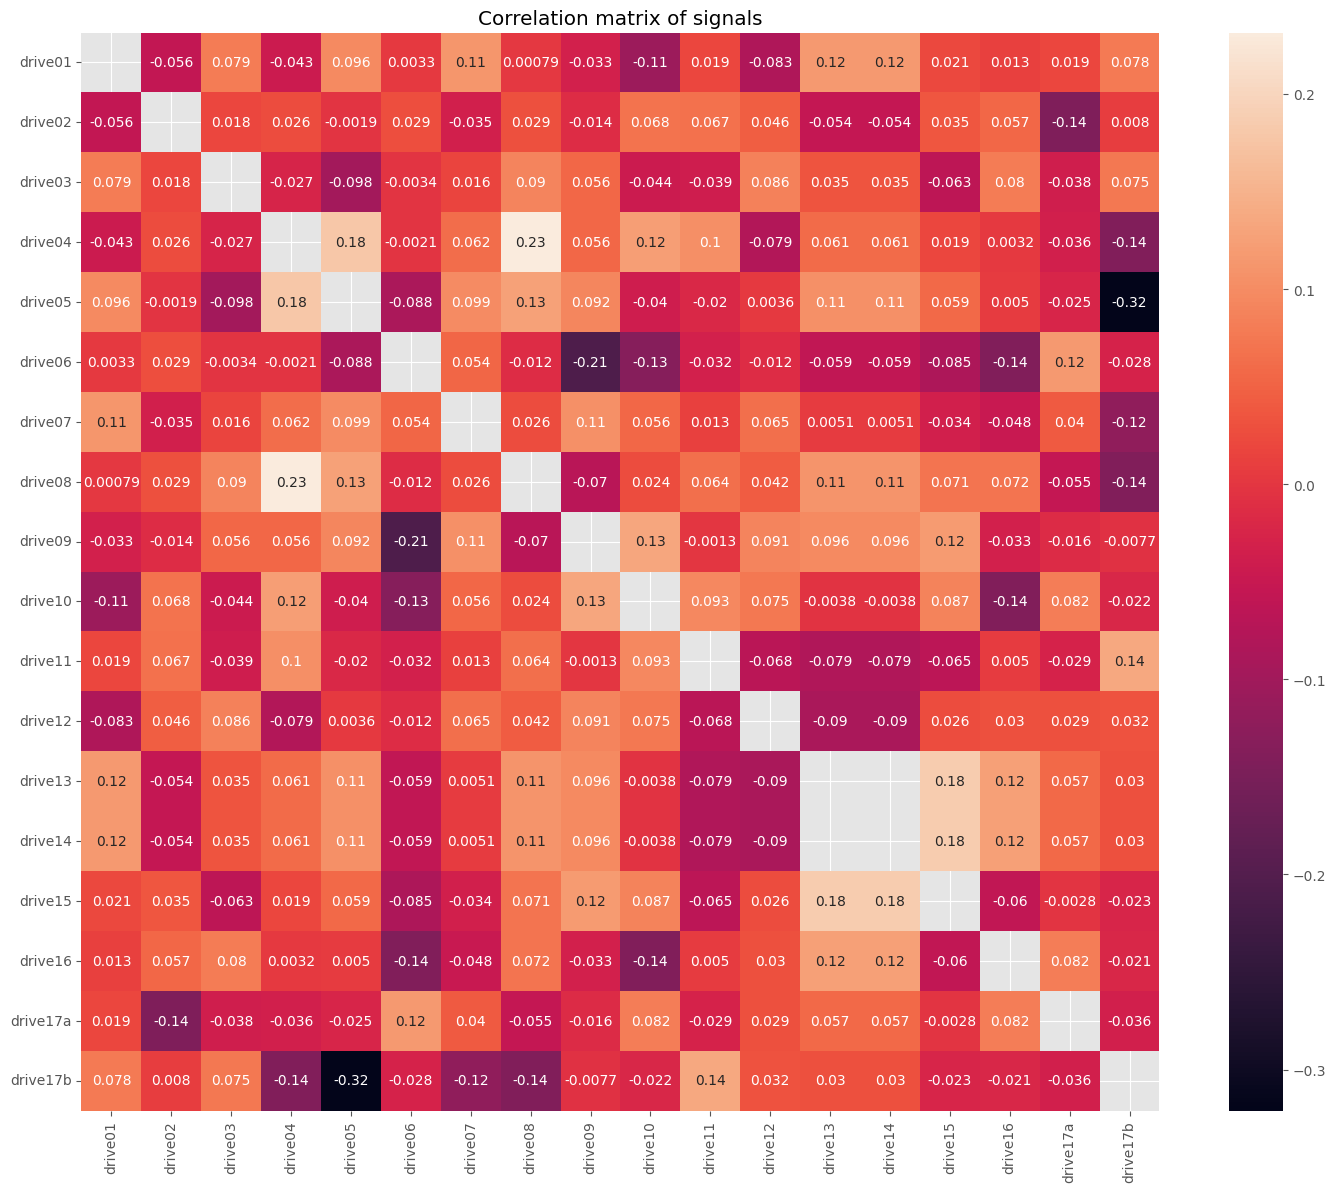 Correlation matrix of signals
drive01 -0.056 0.079 -0.043 0.096 0.0033 0.11 0.00079 -0.033 -0.11 0.019 -0.083 0.12 0.12 0.021 0.013 0.019 0.078
drive02 -0.056 0.018 0.026 -0.0019 0.029 -0.035 0.029 -0.014 0.068 0.067 0.046 -0.054 -0.054 0.035 0.057 -0.14 0.008
drive03 0.079 0.018 -0.027 -0.098 -0.0034 0.016 0.09 0.056 -0.044 -0.039 0.086 0.035 0.035 -0.063 0.08 -0.038 0.075
drive04 -0.043 0.026 -0.027 0.18 -0.0021 0.062 0.23 0.056 0.12 0.1 -0.079 0.061 0.061 0.019 0.0032 -0.036 -0.14
drive05 0.096 -0.0019 -0.098 0.18 -0.088 0.099 0.13 0.092 -0.04 -0.02 0.0036 0.11 0.11 0.059 0.005 -0.025 -0.32
drive06 0.0033 0.029 -0.0034 -0.0021 -0.088 0.054 -0.012 -0.21 -0.13 -0.032 -0.012 -0.059 -0.059 -0.085 -0.14 0.12 -0.028
drive07 0.11 -0.035 0.016 0.062 0.099 0.054 0.026 0.11 0.056 0.013 0.065 0.0051 0.0051 -0.034 -0.048 0.04 -0.12
drive08 0.00079 0.029 0.09 0.23 0.13 -0.012 0.026 -0.07 0.024 0.064 0.042 0.11 0.11 0.071 0.072 -0.055 -0.14
drive09 -0.033 -0.014 0.056 0.056 0.092 -0.21 0.11 -0.07 0.13 -0.0013 0.091 0.096 0.096 0.12 -0.033 -0.016 -0.0077
drive10 -0.11 0.068 -0.044 0.12 -0.04 -0.13 0.056 0.024 0.13 0.093 0.075 -0.0038 -0.0038 0.087 -0.14 0.082 -0.022
drive11 0.019 0.067 -0.039 0.1 -0.02 -0.032 0.013 0.064 -0.0013 0.093 -0.068 -0.079 -0.079 -0.065 0.005 -0.029 0.14
drive12 -0.083 0.046 0.086 -0.079 0.0036 -0.012 0.065 0.042 0.091 0.075 -0.068 -0.09 -0.09 0.026 0.03 0.029 0.032
drive13 0.12 -0.054 0.035 0.061 0.11 -0.059 0.0051 0.11 0.096 -0.0038 -0.079 -0.09 0.18 0.12 0.057 0.03
drive14 0.12 -0.054 0.035 0.061 0.11 -0.059 0.0051 0.11 0.096 -0.0038 -0.079 -0.09 0.18 0.12 0.057 0.03
drive15 0.021 0.035 -0.063 0.019 0.059 -0.085 -0.034 0.071 0.12 0.087 -0.065 0.026 0.18 0.18 -0.06 -0.0028 -0.023
drive16 0.013 0.057 0.08 0.0032 0.005 -0.14 -0.048 0.072 -0.033 -0.14 0.005 0.03 0.12 0.12 -0.06 0.082 -0.021
drive17a 0.019 -0.14 -0.038 -0.036 -0.025 0.12 0.04 -0.055 -0.016 0.082 -0.029 0.029 0.057 0.057 -0.0028 0.082 -0.036
drive17b 0.078 0.008 0.075 -0.14 -0.32 -0.028 -0.12 -0.14 -0.0077 -0.022 0.14 0.032 0.03 0.03 -0.023 -0.021 -0.036
drive01 drive02 drive03 drive04 drive05 drive06 drive07 drive08 drive09 drive10 drive11 drive12 drive13 drive14 drive15 drive16 drive17a drive17b
0.2
0.1
0.0
−0.1
−0.2
−0.3